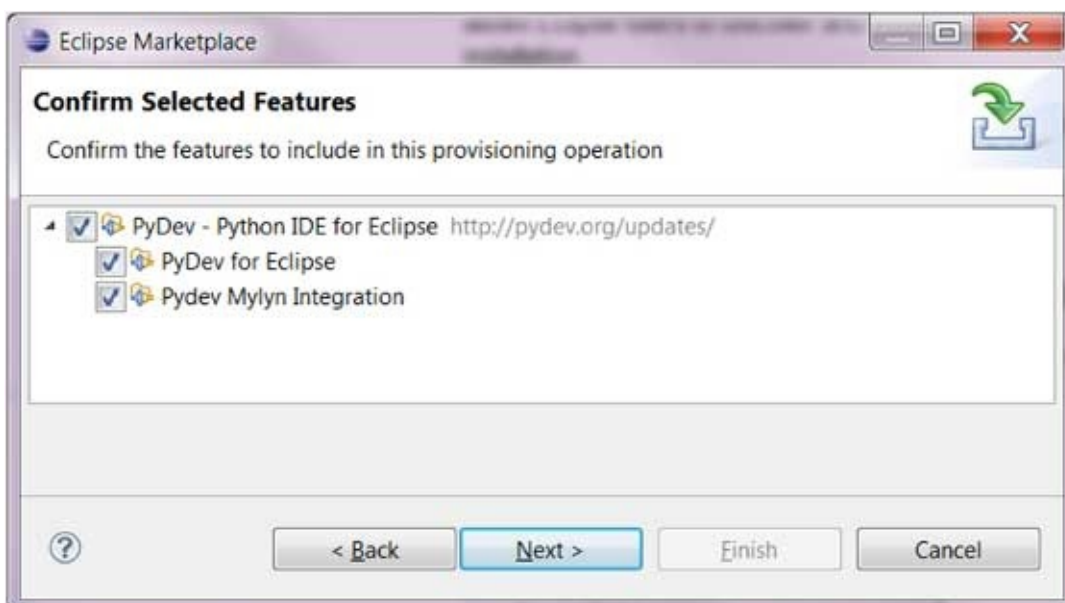 Eclipse Marketplace
Confirm Selected Features
Confirm the features to include in this provisioning operation
PyDev - Python IDE for Eclipse http://pydev.org/updates/
PyDev for Eclipse
Pydev Mylyn Integration
< Back Next > Finish Cancel